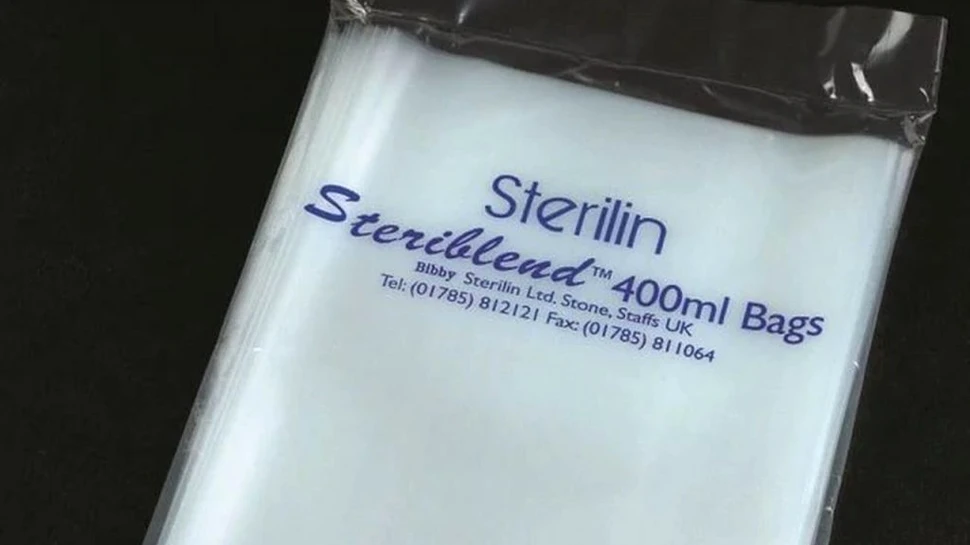 Sterilin
Steriblend™ 400ml Bags
Bibby Sterilin Ltd. Stone, Staffs UK
Tel: (01785) 812121 Fax: (01785) 811064